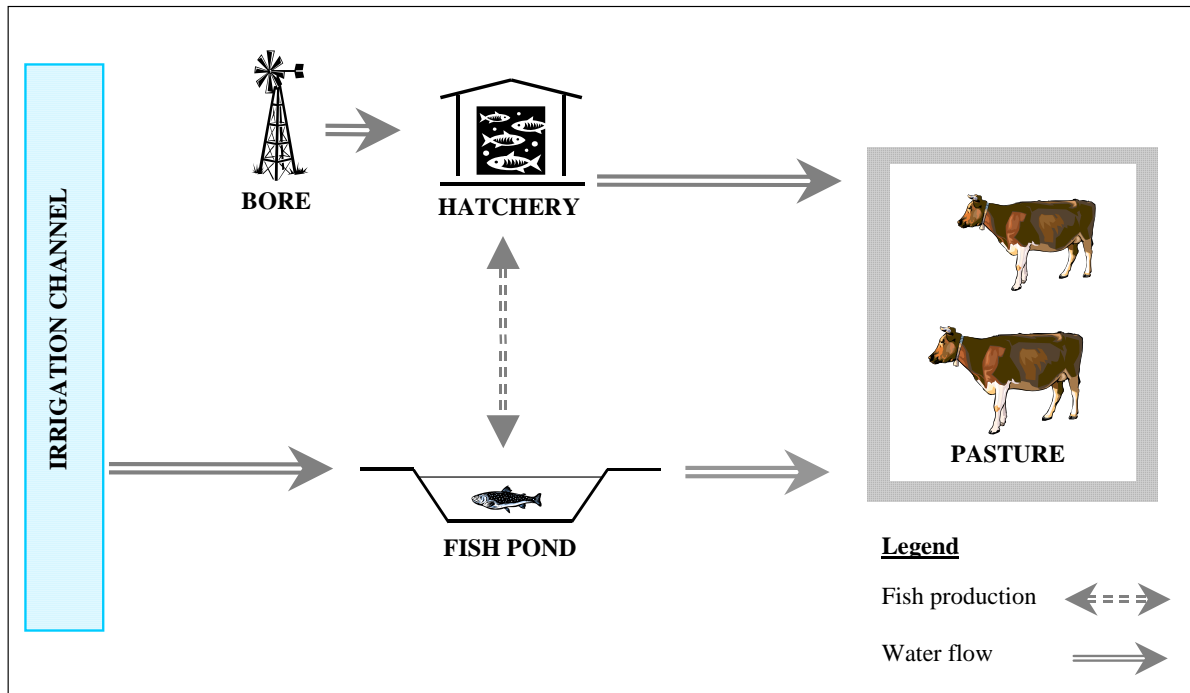 IRRIGATION CHANNEL
BORE
HATCHERY
PASTURE
FISH POND
Legend
Fish production
Water flow